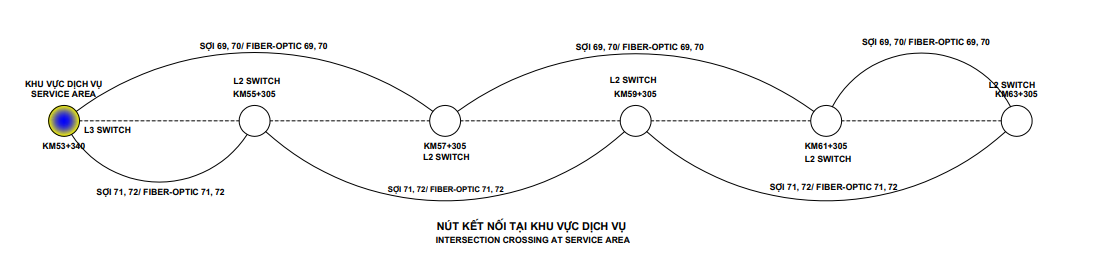 SỢI 69, 70/ FIBER-OPTIC 69, 70
SỢI 69, 70/ FIBER-OPTIC 69, 70
SỢI 69, 70/ FIBER-OPTIC 69, 70
KHU VỰC DỊCH VỤ
SERVICE AREA
L2 SWITCH
KM55+305
L2 SWITCH
KM59+305
L2 SWITCH
KM63+305
L3 SWITCH
KM53+340
KM57+305
L2 SWITCH
KM61+305
L2 SWITCH
SỢI 71, 72/ FIBER-OPTIC 71, 72
SỢI 71, 72/ FIBER-OPTIC 71, 72
SỢI 71, 72/ FIBER-OPTIC 71, 72
NÚT KẾT NỐI TẠI KHU VỰC DỊCH VỤ
INTERSECTION CROSSING AT SERVICE AREA